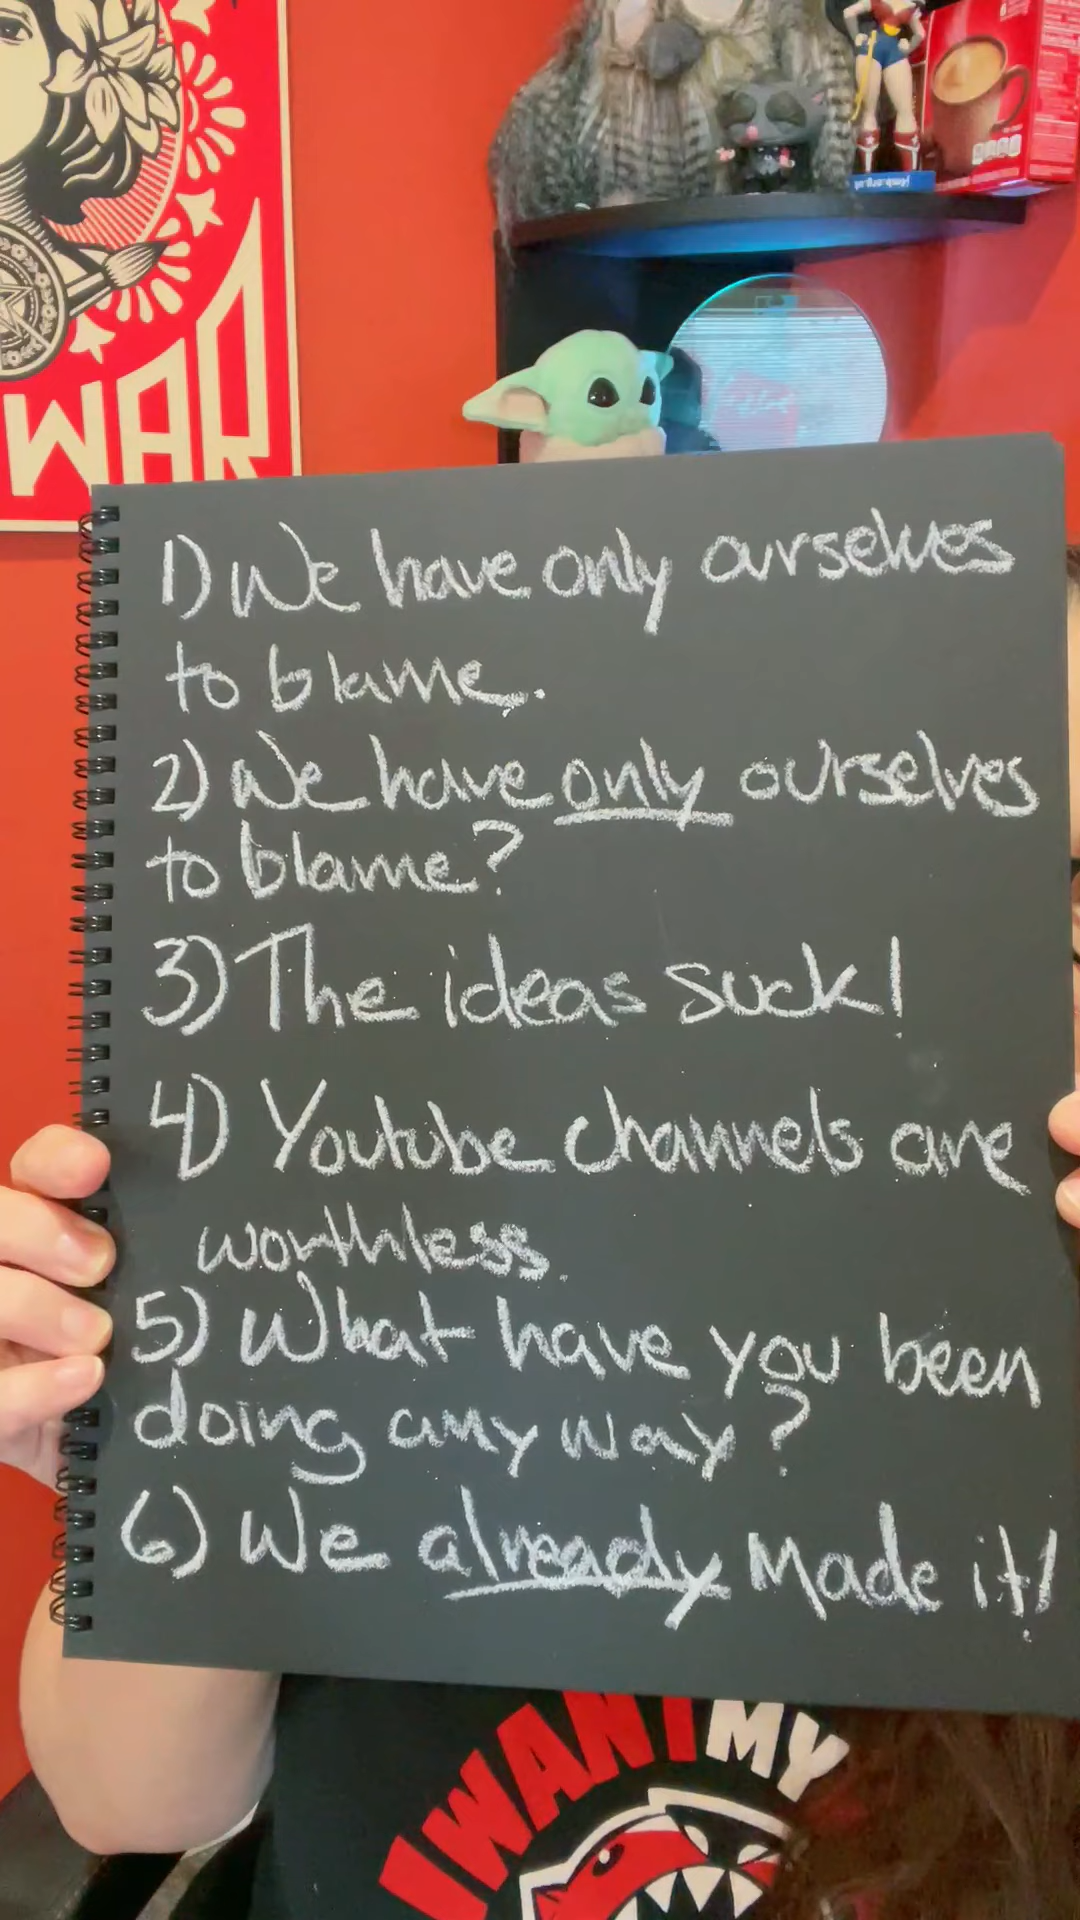 WAR
1) We have only ourselves
to blame.
2) We have only ourselves
to blame?
3) The ideas suck!
4) Youtube channels are
worthless.
5) What have you been
doing any way?
6) We already made it!
I WANT MY